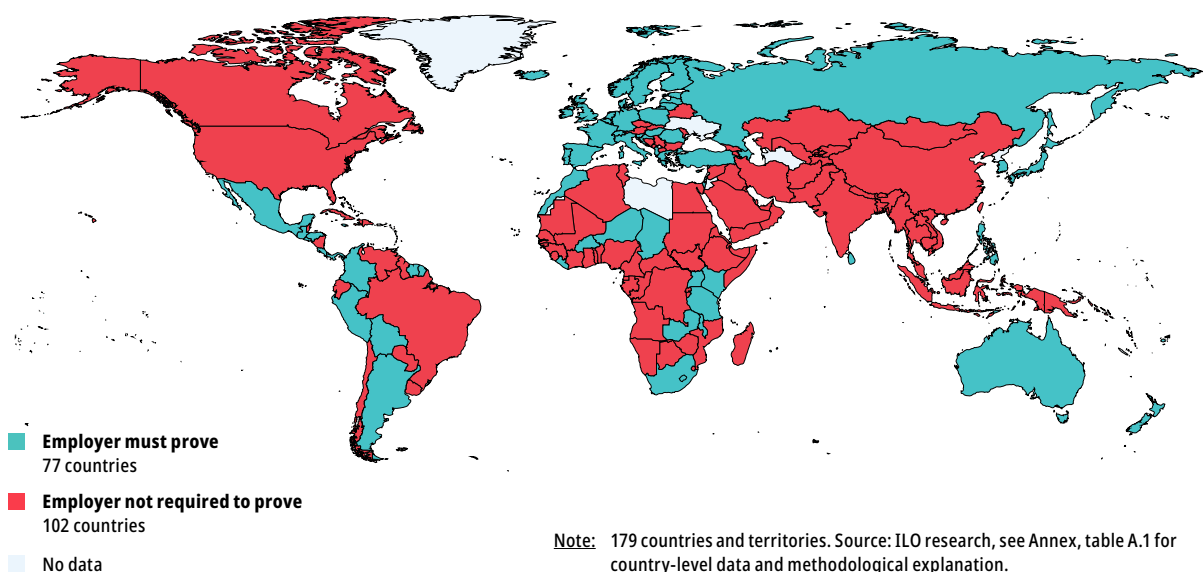 Employer must prove
77 countries
Employer not required to prove
102 countries
No data
Note: 179 countries and territories. Source: ILO research, see Annex, table A.1 for
country-level data and methodological explanation.